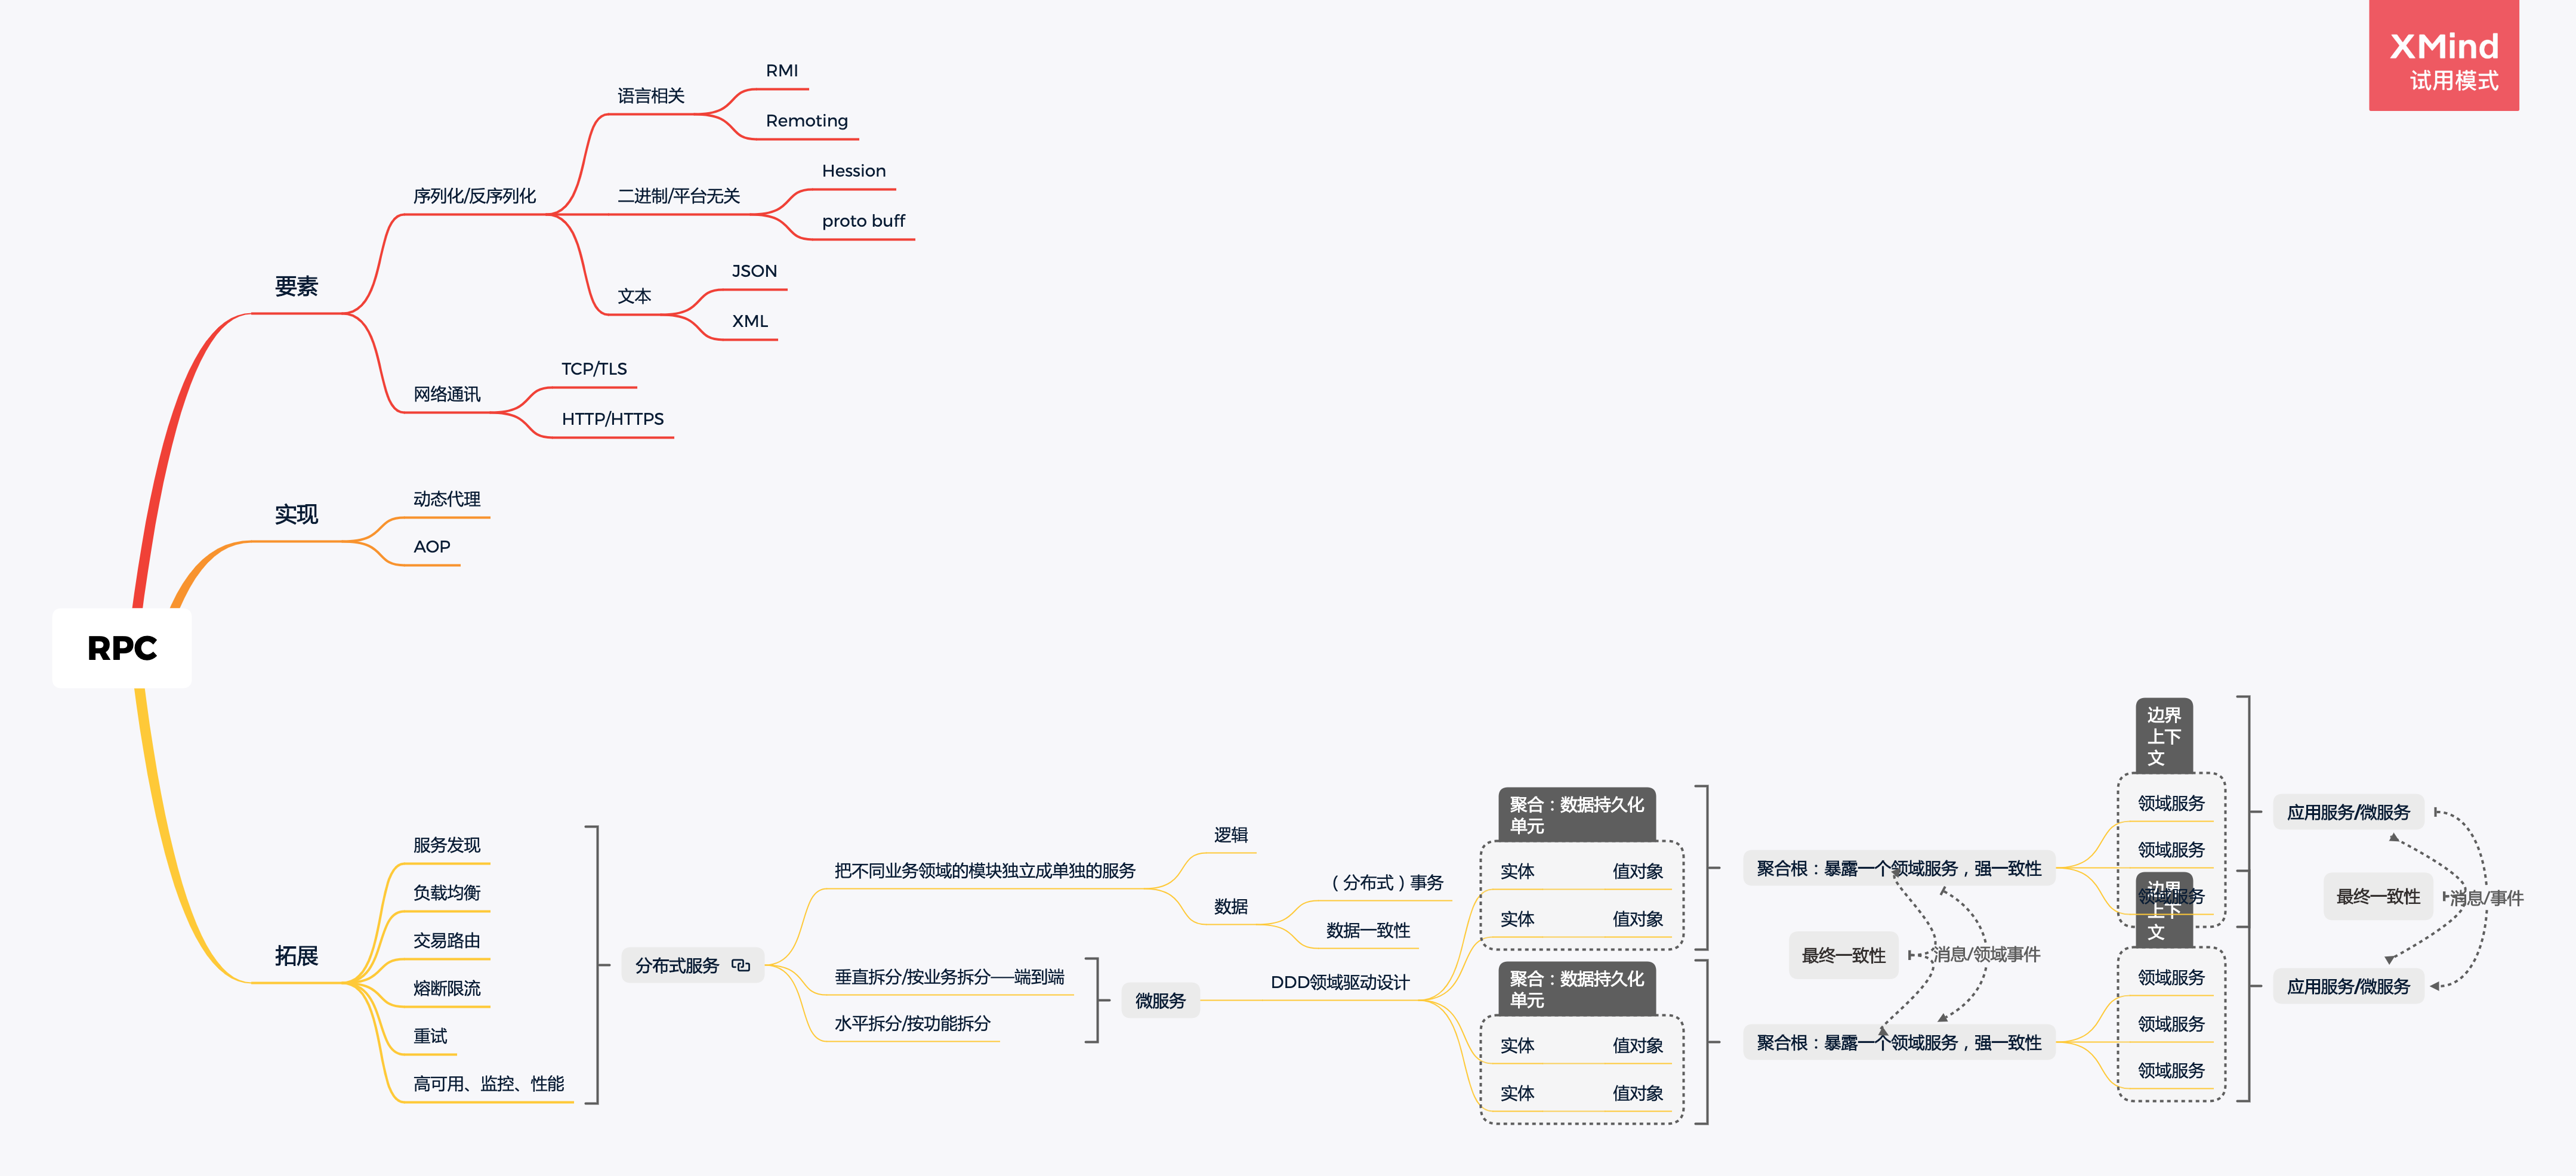 XMind
试用模式
RPC
要素
序列化/反序列化
语言相关
RMI
Remoting
二进制/平台无关
Hession
proto buff
文本
JSON
XML
网络通讯
TCP/TLS
HTTP/HTTPS
实现
动态代理
AOP
拓展
服务发现
负载均衡
交易路由
熔断限流
重试
高可用、监控、性能
分布式服务
把不同业务领域的模块独立成单独的服务
逻辑
数据
（分布式）事务
数据一致性
垂直拆分/按业务拆分——端到端
水平拆分/按功能拆分
微服务
DDD领域驱动设计
聚合：数据持久化
单元
实体 值对象
实体 值对象
聚合：数据持久化
单元
实体 值对象
实体 值对象
聚合根：暴露一个领域服务，强一致性
最终一致性
消息/领域事件
聚合根：暴露一个领域服务，强一致性
边界
上下
文
领域服务
领域服务
领域服务
边界
上下
文
领域服务
领域服务
领域服务
应用服务/微服务
最终一致性
消息/事件
应用服务/微服务